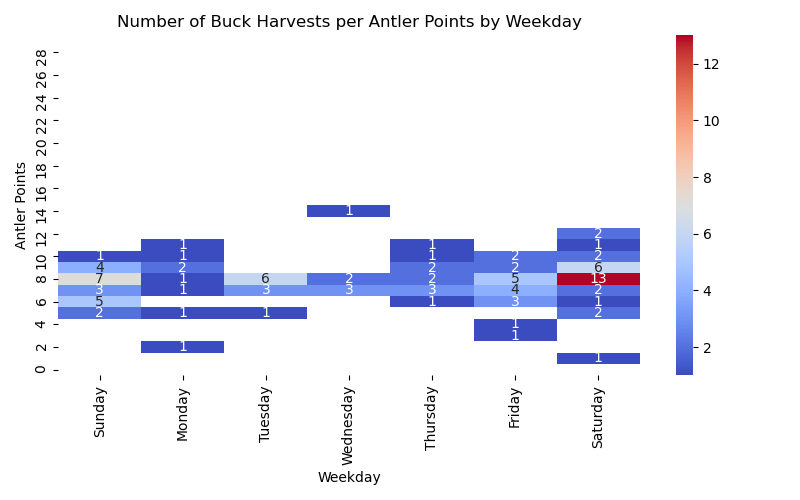 Number of Buck Harvests per Antler Points by Weekday
28
26
24
22
20
18
16
14
12
10
8
6
4
2
0
Antler Points
1
2
1 1 1
1 1 1 2 2
4 2 2 2 6
7 1 6 2 2 5 13
3 1 3 3 3 4 2
5 1 3 1
2 1 1 2
1
1
1
1
Sunday
Monday
Tuesday
Wednesday
Thursday
Friday
Saturday
Weekday
12
10
8
6
4
2